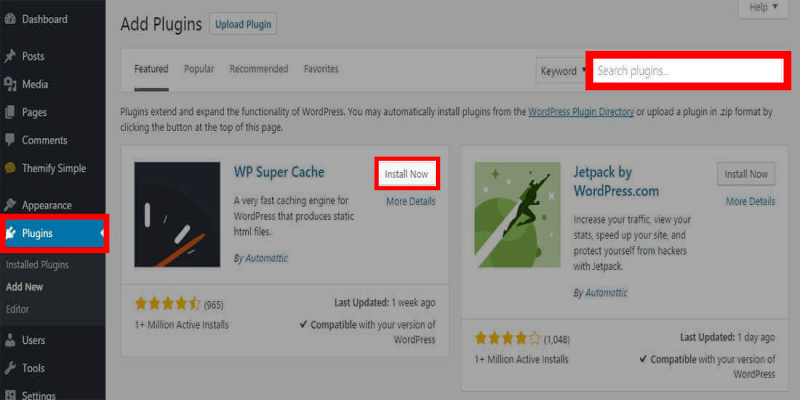 Dashboard
Posts
Media
Pages
Comments
Themify Simple
Appearance
Plugins
Installed Plugins
Add New
Editor
Users
Tools
Settings
Help ▼
Add Plugins
Upload Plugin
Featured Popular Recommended Favorites
Keyword ▼
Search plugins...
Plugins extend and expand the functionality of WordPress. You may automatically install plugins from the WordPress Plugin Directory or upload a plugin in .zip format by
clicking the button at the top of this page.
WP Super Cache
Install Now
More Details
A very fast caching engine for
WordPress that produces static
html files.
By Automattic
(965)
1+ Million Active Installs
Last Updated: 1 week ago
✔ Compatible with your version of
WordPress
Jetpack by
WordPress.com
Install Now
More Details
Increase your traffic, view your
stats, speed up your site, and
protect yourself from hackers
with Jetpack.
By Automattic
(1,048)
1+ Million Active Installs
Last Updated: 1 day ago
✔ Compatible with your version of
WordPress